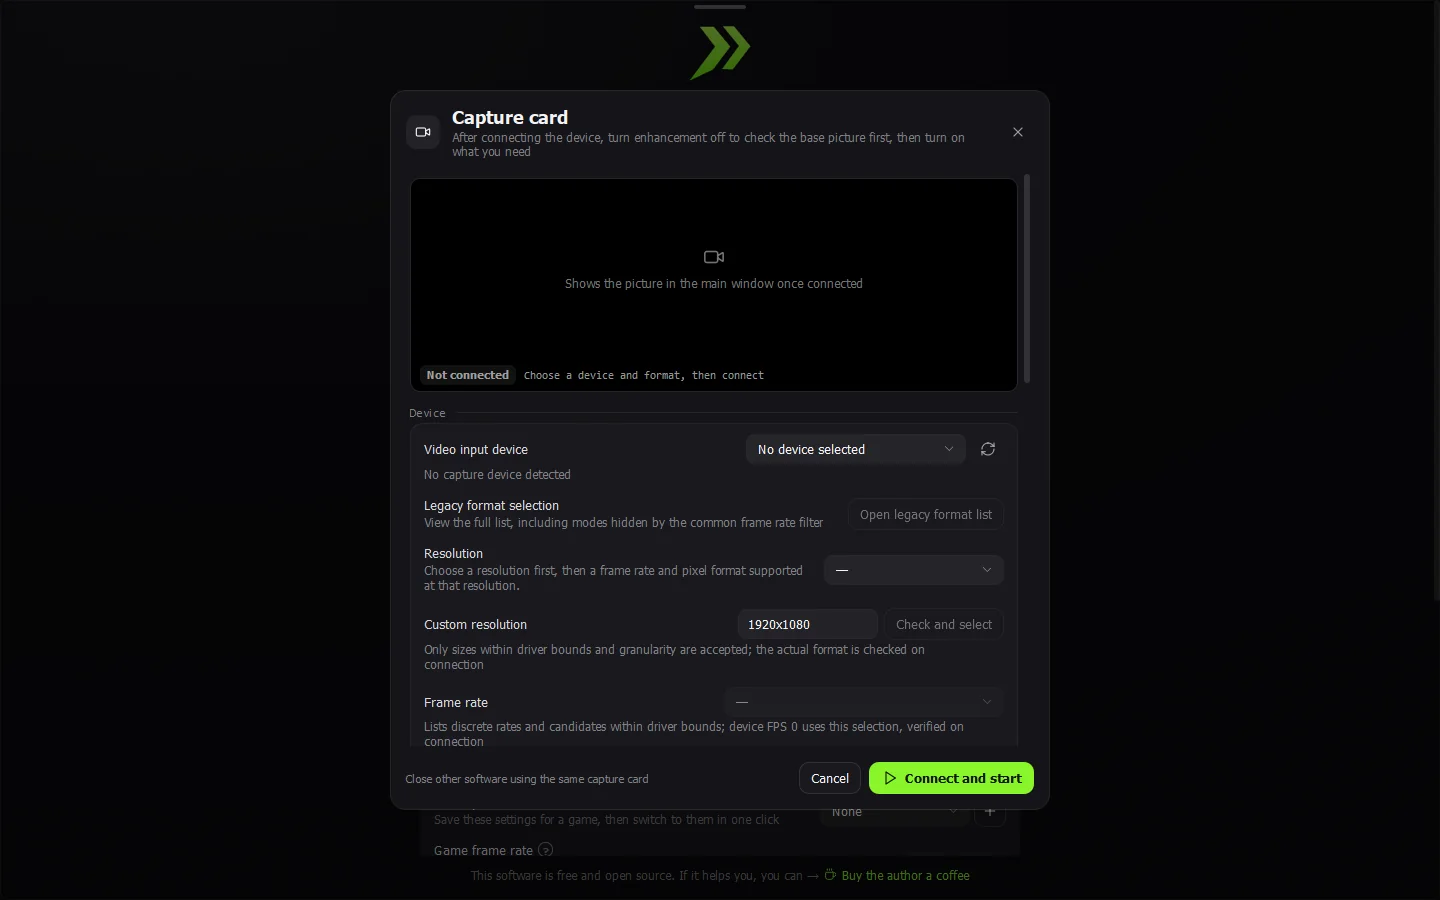 Capture card
After connecting the device, turn enhancement off to check the base picture first, then turn on
what you need
Shows the picture in the main window once connected
Not connected
Choose a device and format, then connect
Device
Video input device
No device selected
No capture device detected
Legacy format selection
View the full list, including modes hidden by the common frame rate filter
Open legacy format list
Resolution
Choose a resolution first, then a frame rate and pixel format supported
at that resolution.
—
Custom resolution
1920x1080
Check and select
Only sizes within driver bounds and granularity are accepted; the actual format is checked on
connection
Frame rate
—
Lists discrete rates and candidates within driver bounds; device FPS 0 uses this selection, verified on
connection
Close other software using the same capture card
Cancel
Connect and start
Save these settings for a game, then switch to them in one click
None
Game frame rate
This software is free and open source. If it helps you, you can → Buy the author a coffee